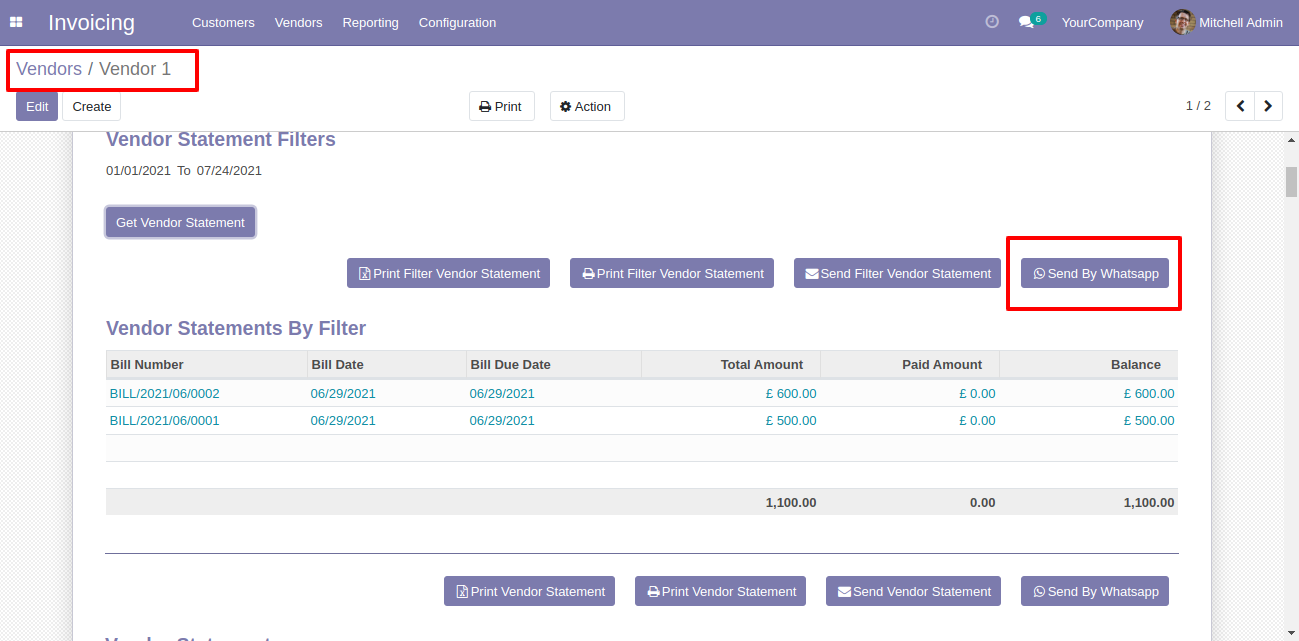 Invoicing Customers Vendors Reporting Configuration 6 YourCompany Mitchell Admin
Vendors / Vendor 1
Edit Create Print Action 1 / 2
Vendor Statement Filters
01/01/2021 To 07/24/2021
Get Vendor Statement
Print Filter Vendor Statement Print Filter Vendor Statement Send Filter Vendor Statement Send By Whatsapp
Vendor Statements By Filter
Bill Number Bill Date Bill Due Date Total Amount Paid Amount Balance
BILL/2021/06/0002 06/29/2021 06/29/2021 £ 600.00 £ 0.00 £ 600.00
BILL/2021/06/0001 06/29/2021 06/29/2021 £ 500.00 £ 0.00 £ 500.00
1,100.00 0.00 1,100.00
Print Vendor Statement Print Vendor Statement Send Vendor Statement Send By Whatsapp